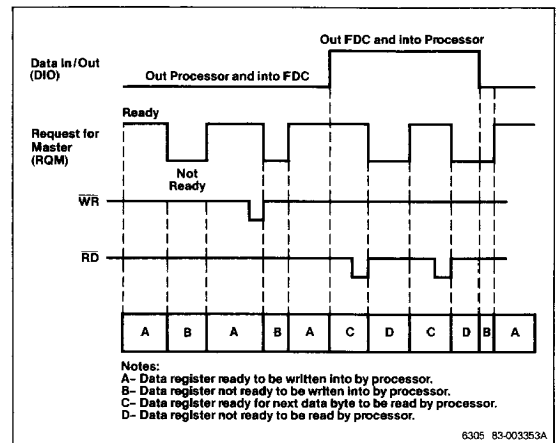 Out FDC and into Processor
Data In/Out
(DIO)
Out Processor and into FDC
Ready
Request for
Master
(RQM)
Not
Ready
WR
RD
A B A B A C D C D B A
Notes:
A– Data register ready to be written into by processor.
B– Data register not ready to be written into by processor.
C– Data register ready for next data byte to be read by processor.
D– Data register not ready to be read by processor.
6305 83-003353A